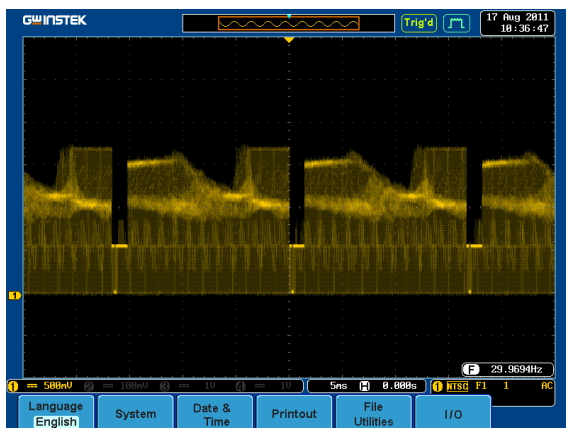 GWINSTEK
Trig'd
17 Aug 2011
10:36:47
1
F 29.9694Hz
1 500mV 2 100mV 3 1V 4 1V 5ms H 0.000s 1 NTSC F1 1 AC
Language
English
System
Date &
Time
Printout
File
Utilities
I/O